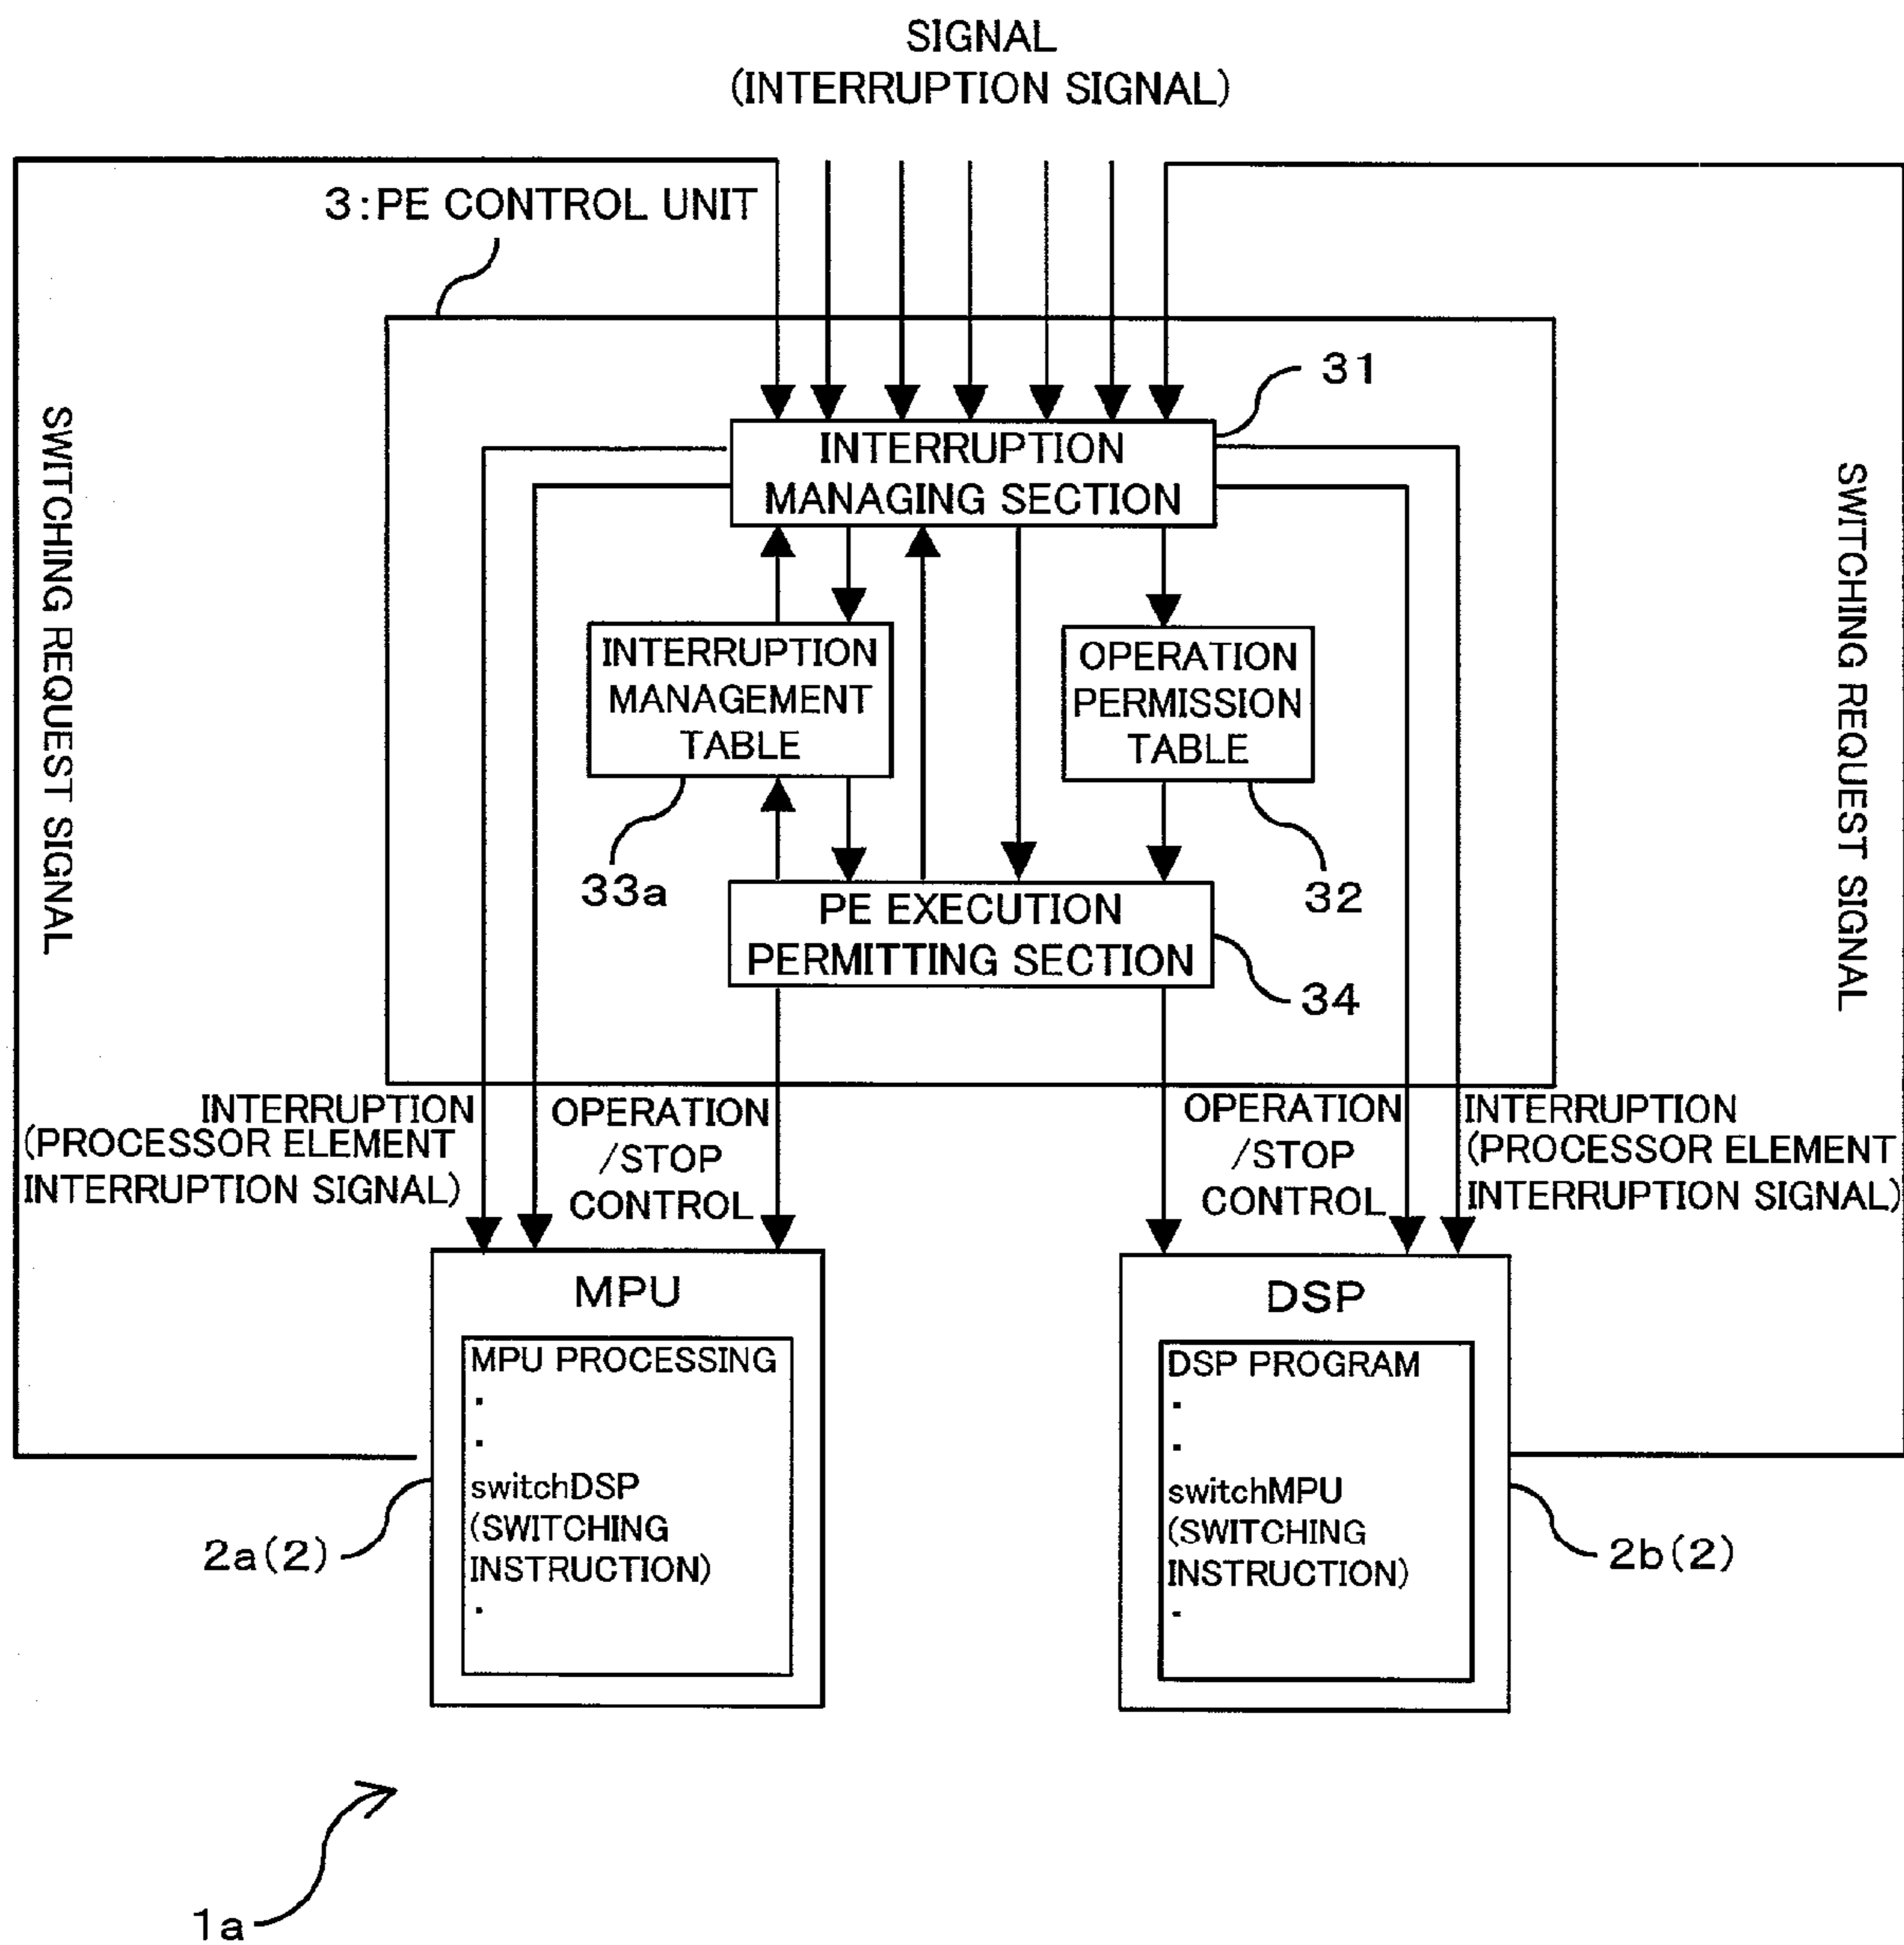 SIGNAL
(INTERRUPTION SIGNAL)
3:PE CONTROL UNIT
31
INTERRUPTION
MANAGING SECTION
SWITCHING REQUEST SIGNAL
SWITCHING REQUEST SIGNAL
INTERRUPTION
MANAGEMENT
TABLE
OPERATION
PERMISSION
TABLE
33a
32
PE EXECUTION
PERMITTING SECTION
34
INTERRUPTION
(PROCESSOR ELEMENT
INTERRUPTION SIGNAL)
OPERATION
/STOP
CONTROL
OPERATION
/STOP
CONTROL
INTERRUPTION
(PROCESSOR ELEMENT
INTERRUPTION SIGNAL)
MPU
MPU PROCESSING
.
.
switchDSP
(SWITCHING
INSTRUCTION)
.
2a(2)
DSP
DSP PROGRAM
.
.
switchMPU
(SWITCHING
INSTRUCTION)
.
2b(2)
1a